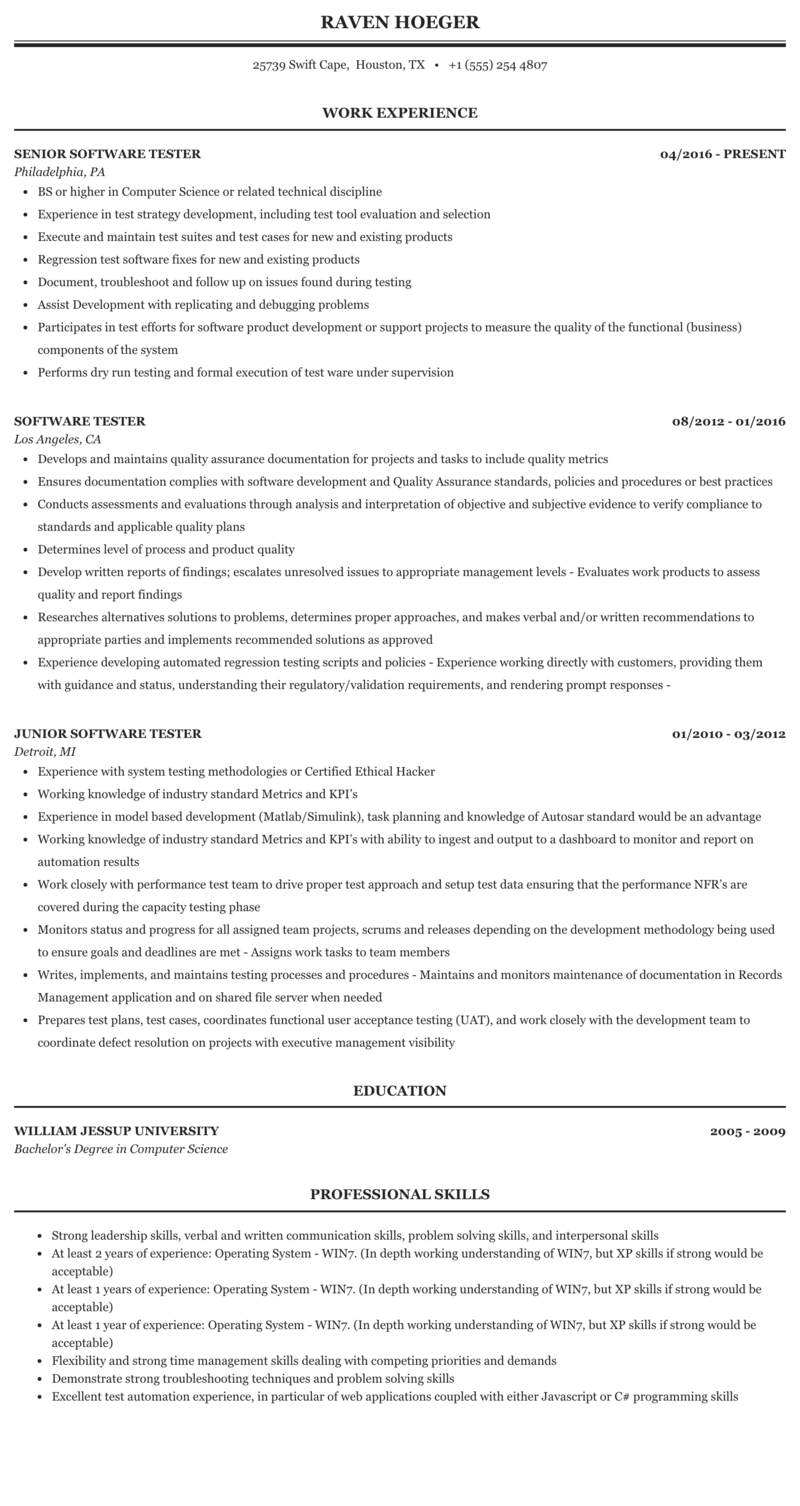 RAVEN HOEGER
25739 Swift Cape, Houston, TX • +1 (555) 254 4807
WORK EXPERIENCE
SENIOR SOFTWARE TESTER 04/2016 - PRESENT
Philadelphia, PA
• BS or higher in Computer Science or related technical discipline
• Experience in test strategy development, including test tool evaluation and selection
• Execute and maintain test suites and test cases for new and existing products
• Regression test software fixes for new and existing products
• Document, troubleshoot and follow up on issues found during testing
• Assist Development with replicating and debugging problems
• Participates in test efforts for software product development or support projects to measure the quality of the functional (business)
components of the system
• Performs dry run testing and formal execution of test ware under supervision
SOFTWARE TESTER 08/2012 - 01/2016
Los Angeles, CA
• Develops and maintains quality assurance documentation for projects and tasks to include quality metrics
• Ensures documentation complies with software development and Quality Assurance standards, policies and procedures or best practices
• Conducts assessments and evaluations through analysis and interpretation of objective and subjective evidence to verify compliance to
standards and applicable quality plans
• Determines level of process and product quality
• Develop written reports of findings; escalates unresolved issues to appropriate management levels - Evaluates work products to assess
quality and report findings
• Researches alternatives solutions to problems, determines proper approaches, and makes verbal and/or written recommendations to
appropriate parties and implements recommended solutions as approved
• Experience developing automated regression testing scripts and policies - Experience working directly with customers, providing them
with guidance and status, understanding their regulatory/validation requirements, and rendering prompt responses -
JUNIOR SOFTWARE TESTER 01/2010 - 03/2012
Detroit, MI
• Experience with system testing methodologies or Certified Ethical Hacker
• Working knowledge of industry standard Metrics and KPI's
• Experience in model based development (Matlab/Simulink), task planning and knowledge of Autosar standard would be an advantage
• Working knowledge of industry standard Metrics and KPI's with ability to ingest and output to a dashboard to monitor and report on
automation results
• Work closely with performance test team to drive proper test approach and setup test data ensuring that the performance NFR's are
covered during the capacity testing phase
• Monitors status and progress for all assigned team projects, scrums and releases depending on the development methodology being used
to ensure goals and deadlines are met - Assigns work tasks to team members
• Writes, implements, and maintains testing processes and procedures - Maintains and monitors maintenance of documentation in Records
Management application and on shared file server when needed
• Prepares test plans, test cases, coordinates functional user acceptance testing (UAT), and work closely with the development team to
coordinate defect resolution on projects with executive management visibility
EDUCATION
WILLIAM JESSUP UNIVERSITY 2005 - 2009
Bachelor's Degree in Computer Science
PROFESSIONAL SKILLS
• Strong leadership skills, verbal and written communication skills, problem solving skills, and interpersonal skills
• At least 2 years of experience: Operating System - WIN7. (In depth working understanding of WIN7, but XP skills if strong would be
acceptable)
• At least 1 years of experience: Operating System - WIN7. (In depth working understanding of WIN7, but XP skills if strong would be
acceptable)
• At least 1 year of experience: Operating System - WIN7. (In depth working understanding of WIN7, but XP skills if strong would be
acceptable)
• Flexibility and strong time management skills dealing with competing priorities and demands
• Demonstrate strong troubleshooting techniques and problem solving skills
• Excellent test automation experience, in particular of web applications coupled with either Javascript or C# programming skills